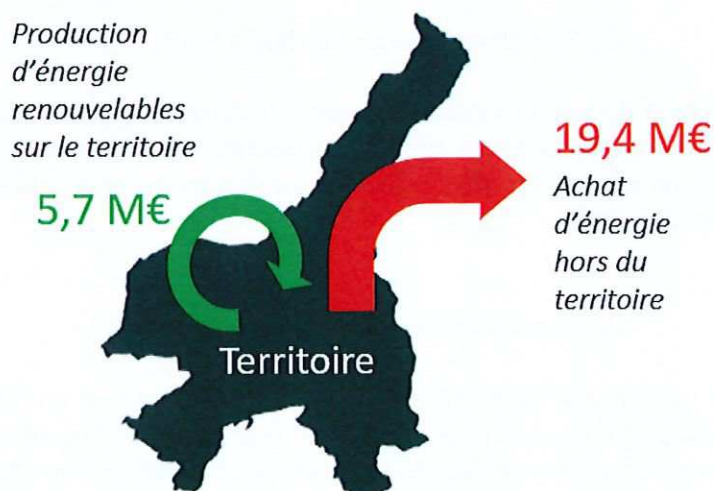 Production
d'énergie
renouvelables
sur le territoire
5,7 M€
19,4 M€
Achat
d'énergie
hors du
territoire
Territoire